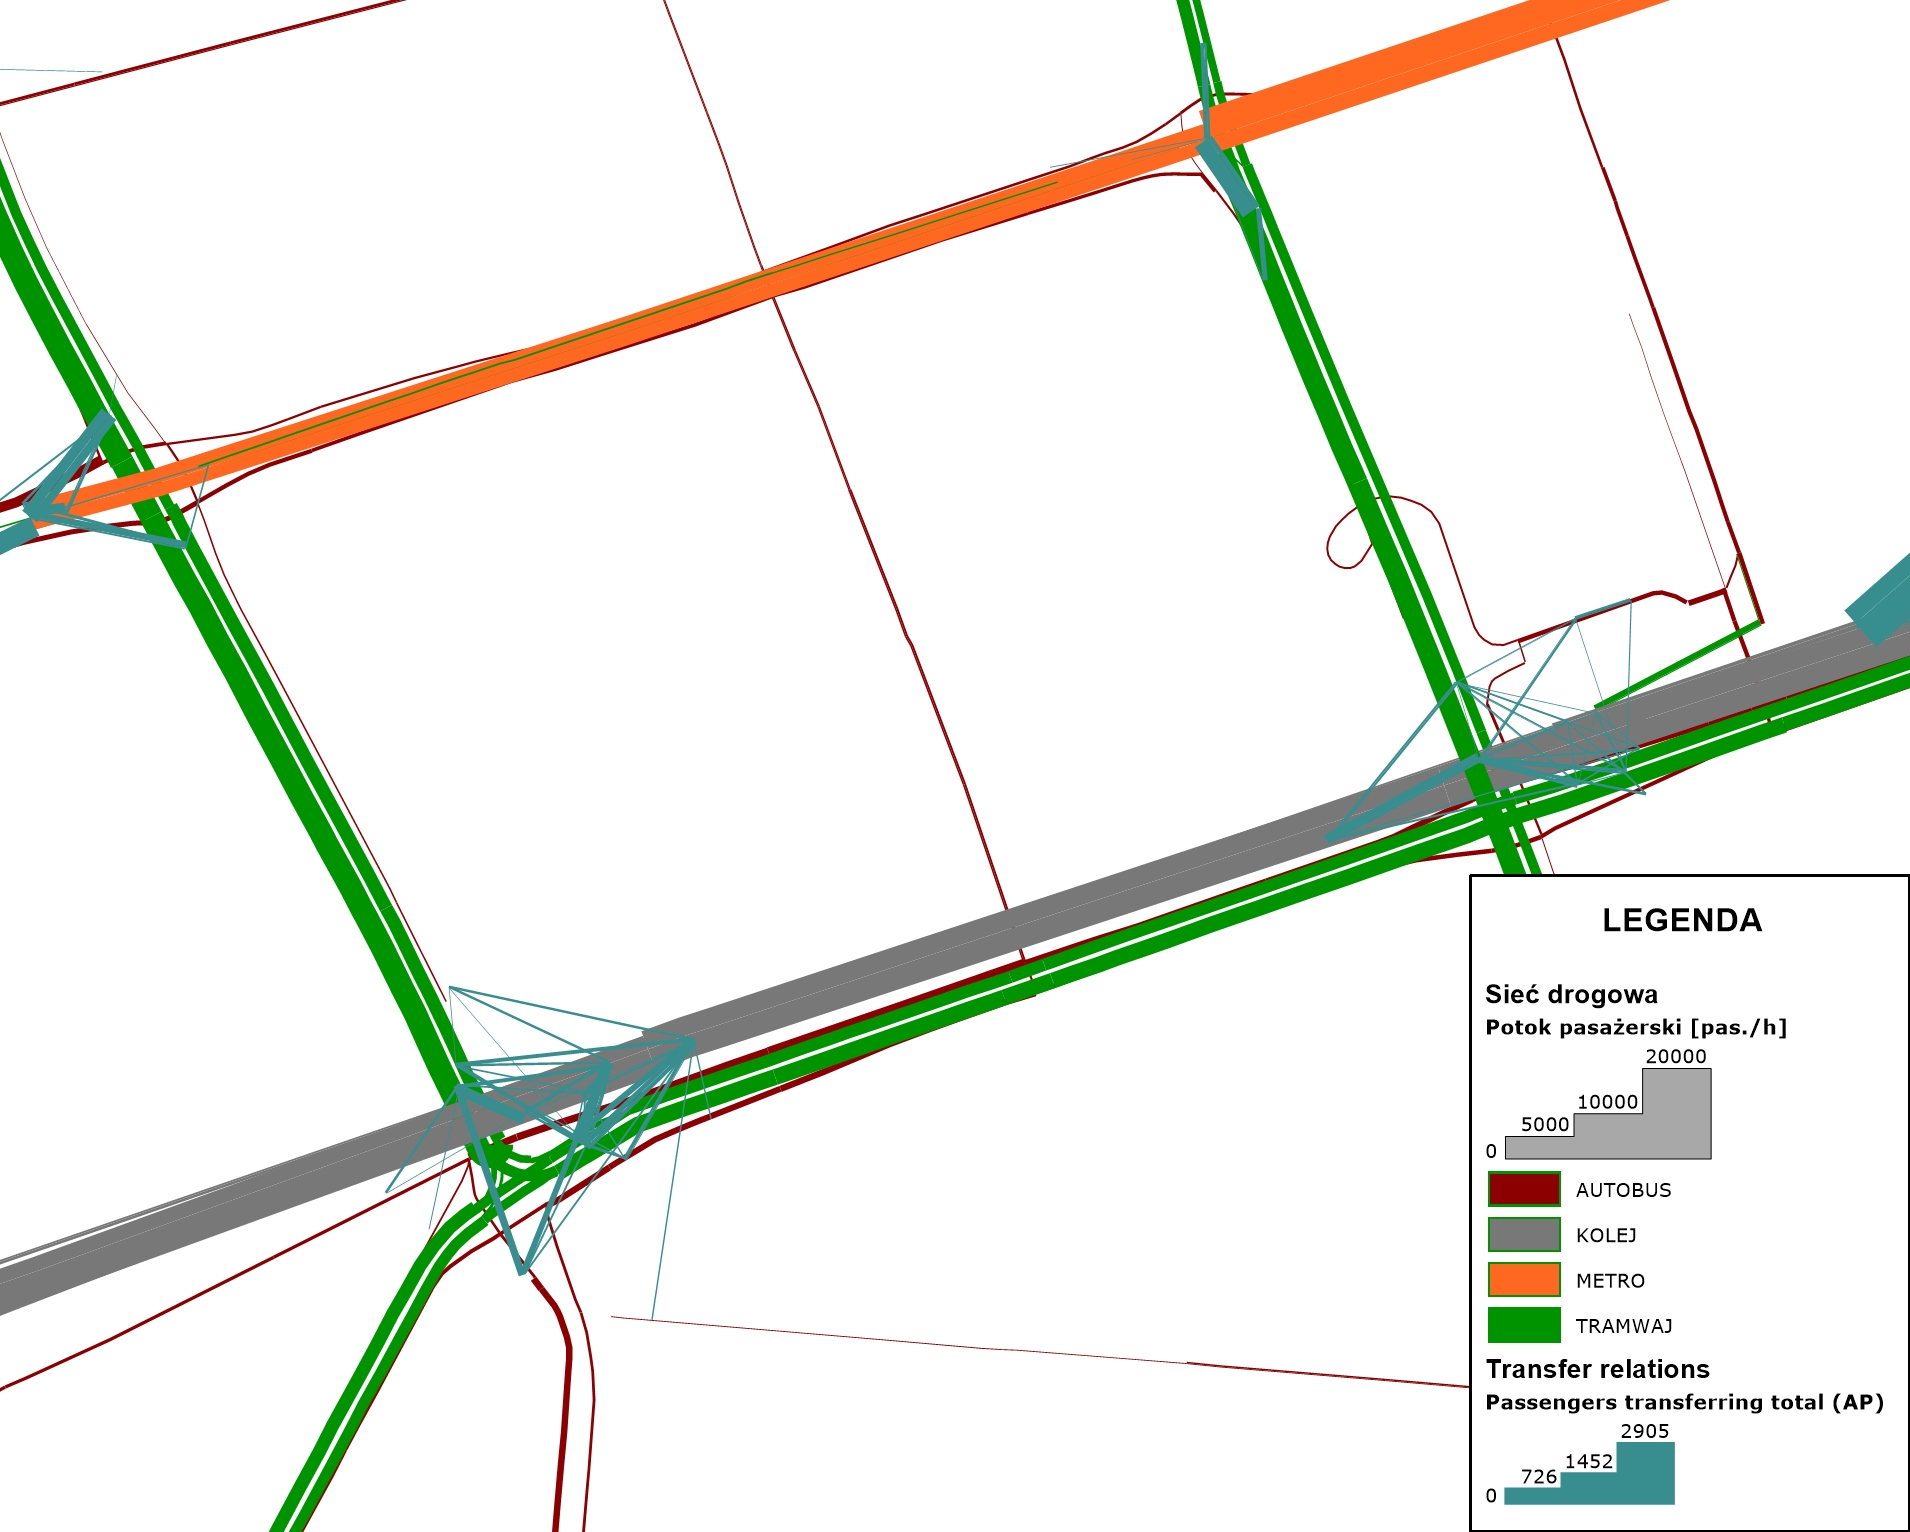 LEGENDA
Sieć drogowa
Potok pasażerski [pas./h]
20000
10000
5000
0
AUTOBUS
KOLEJ
METRO
TRAMWAJ
Transfer relations
Passengers transferring total (AP)
2905
1452
726
0